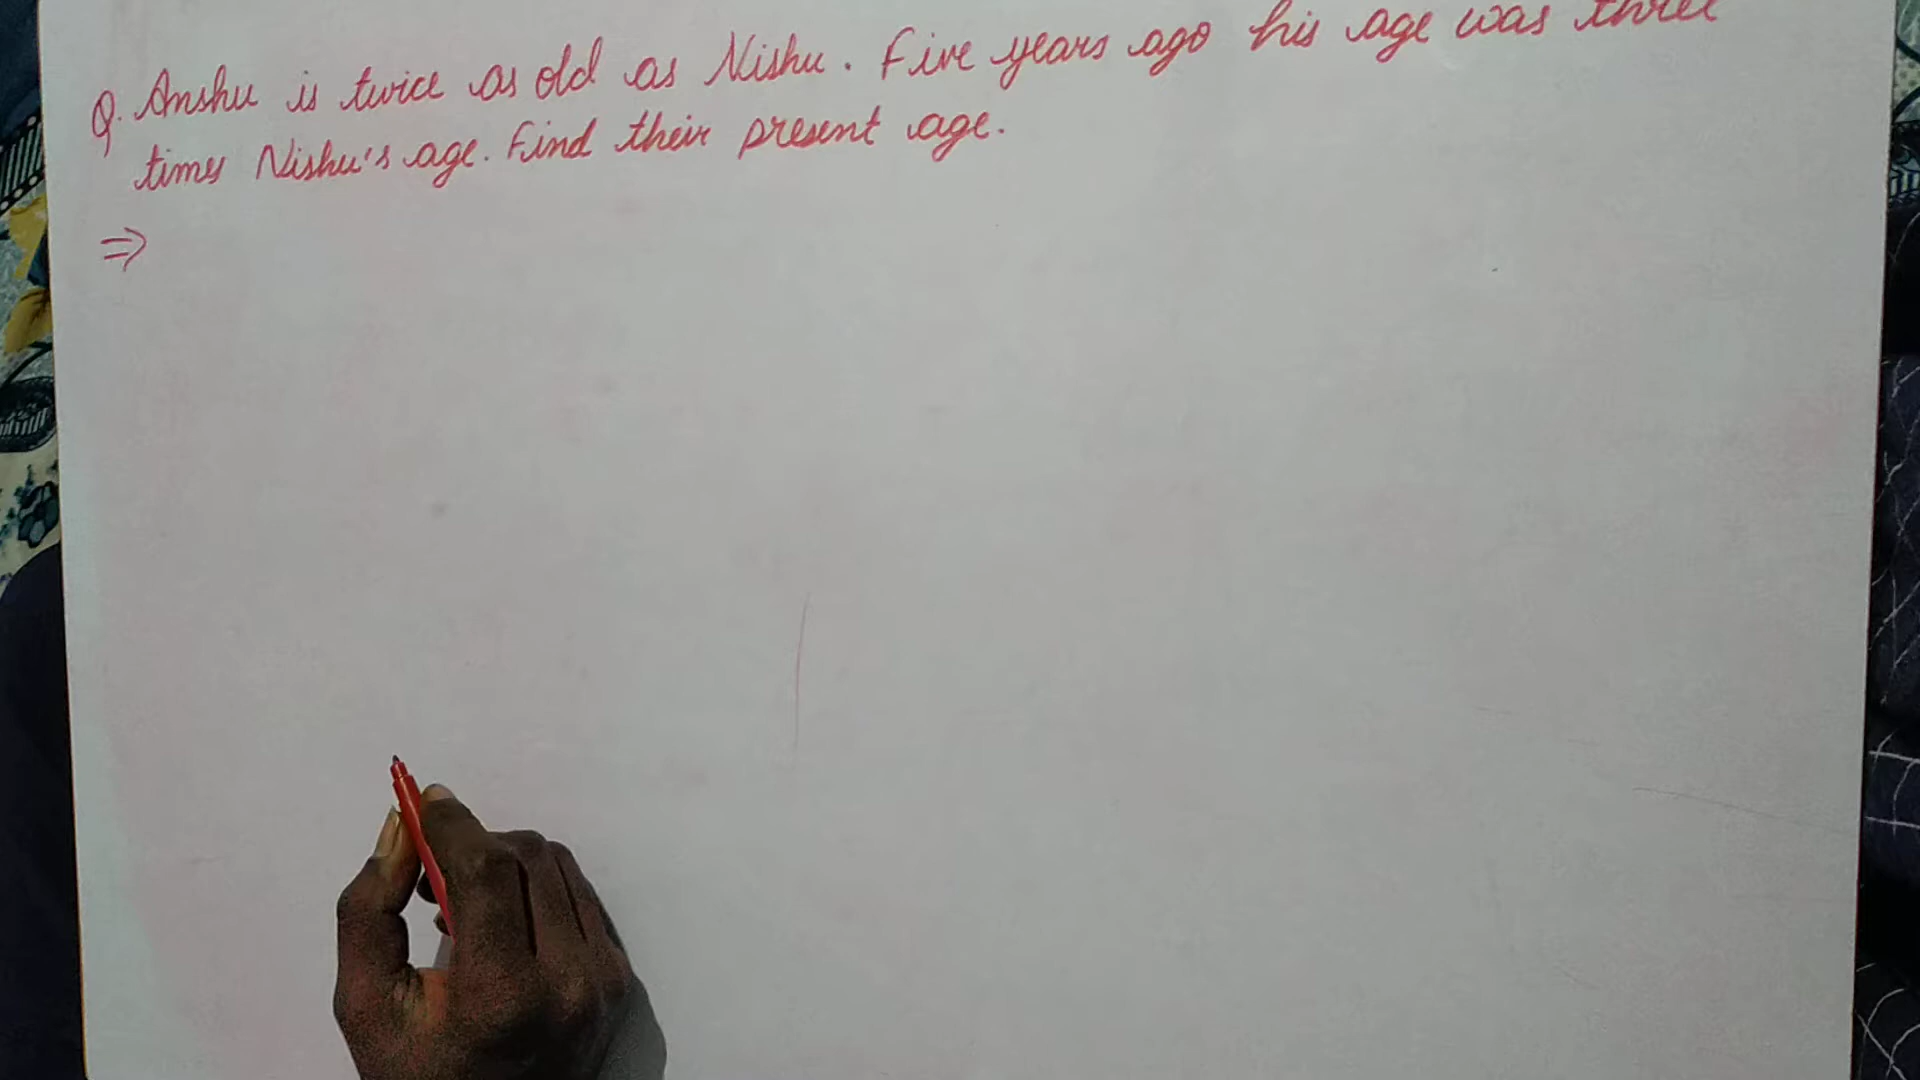 Q. Anshu is twice as old as Nishu. Five years ago his age was three
times Nishu's age. Find their present age.
⇒